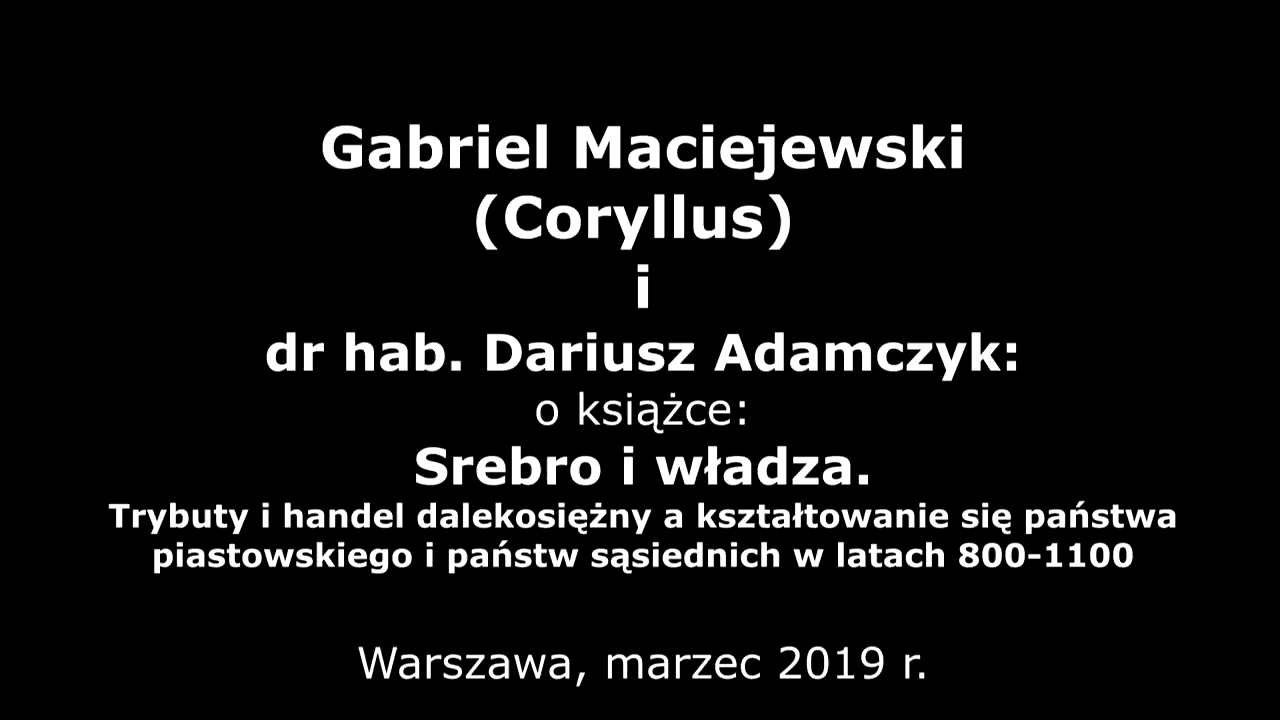 Gabriel Maciejewski
(Coryllus)
i
dr hab. Dariusz Adamczyk:
o książce:
Srebro i władza.
Trybuty i handel dalekosiężny a kształtowanie się państwa
piastowskiego i państw sąsiednich w latach 800-1100
Warszawa, marzec 2019 r.